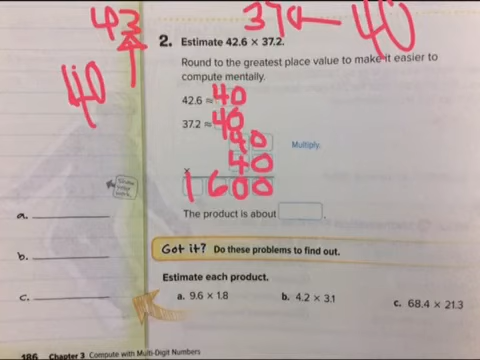 43 37 ← 40
40
2. Estimate 42.6 × 37.2.
Round to the greatest place value to make it easier to
compute mentally.
42.6 ≈ 40
37.2 ≈ 40
40 Multiply.
× 40
1600
Show your work.
The product is about
a.
b.
c.
Got it? Do these problems to find out.
Estimate each product.
a. 9.6 × 1.8 b. 4.2 × 3.1 c. 68.4 × 21.3
186 Chapter 3 Compute with Multi-Digit Numbers